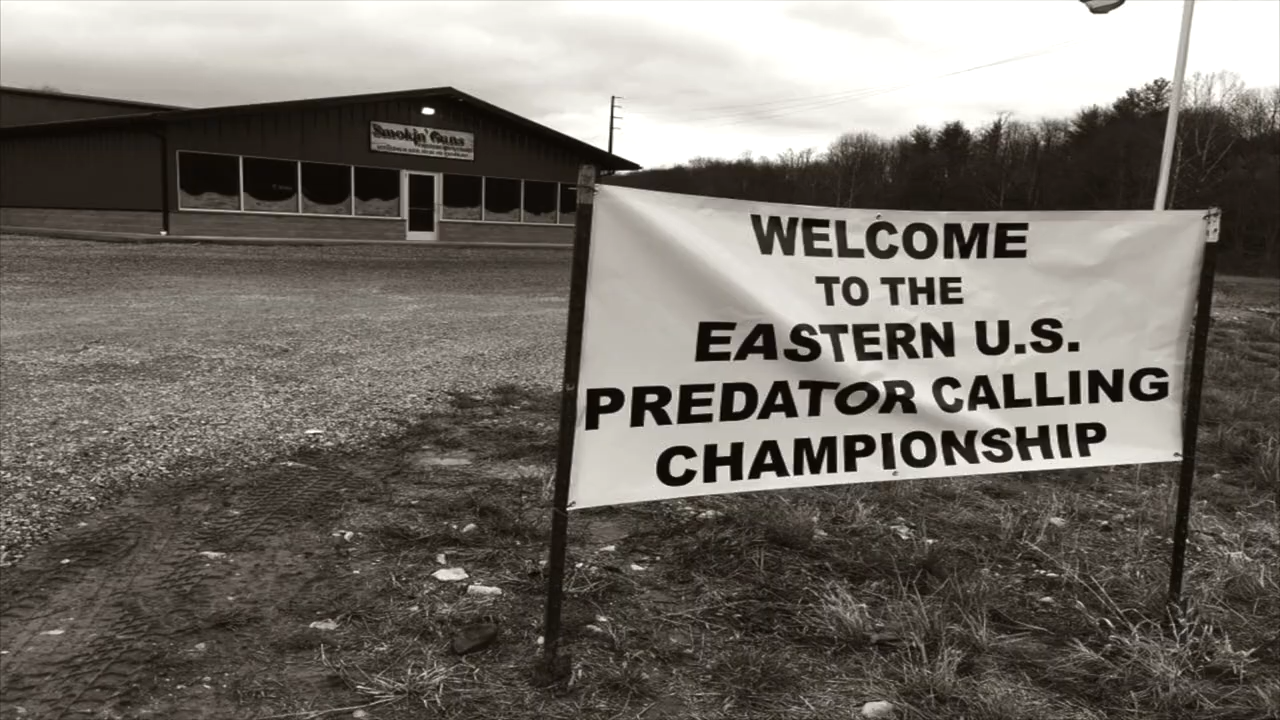 Smokin' Guns
WELCOME
TO THE
EASTERN U.S.
PREDATOR CALLING
CHAMPIONSHIP